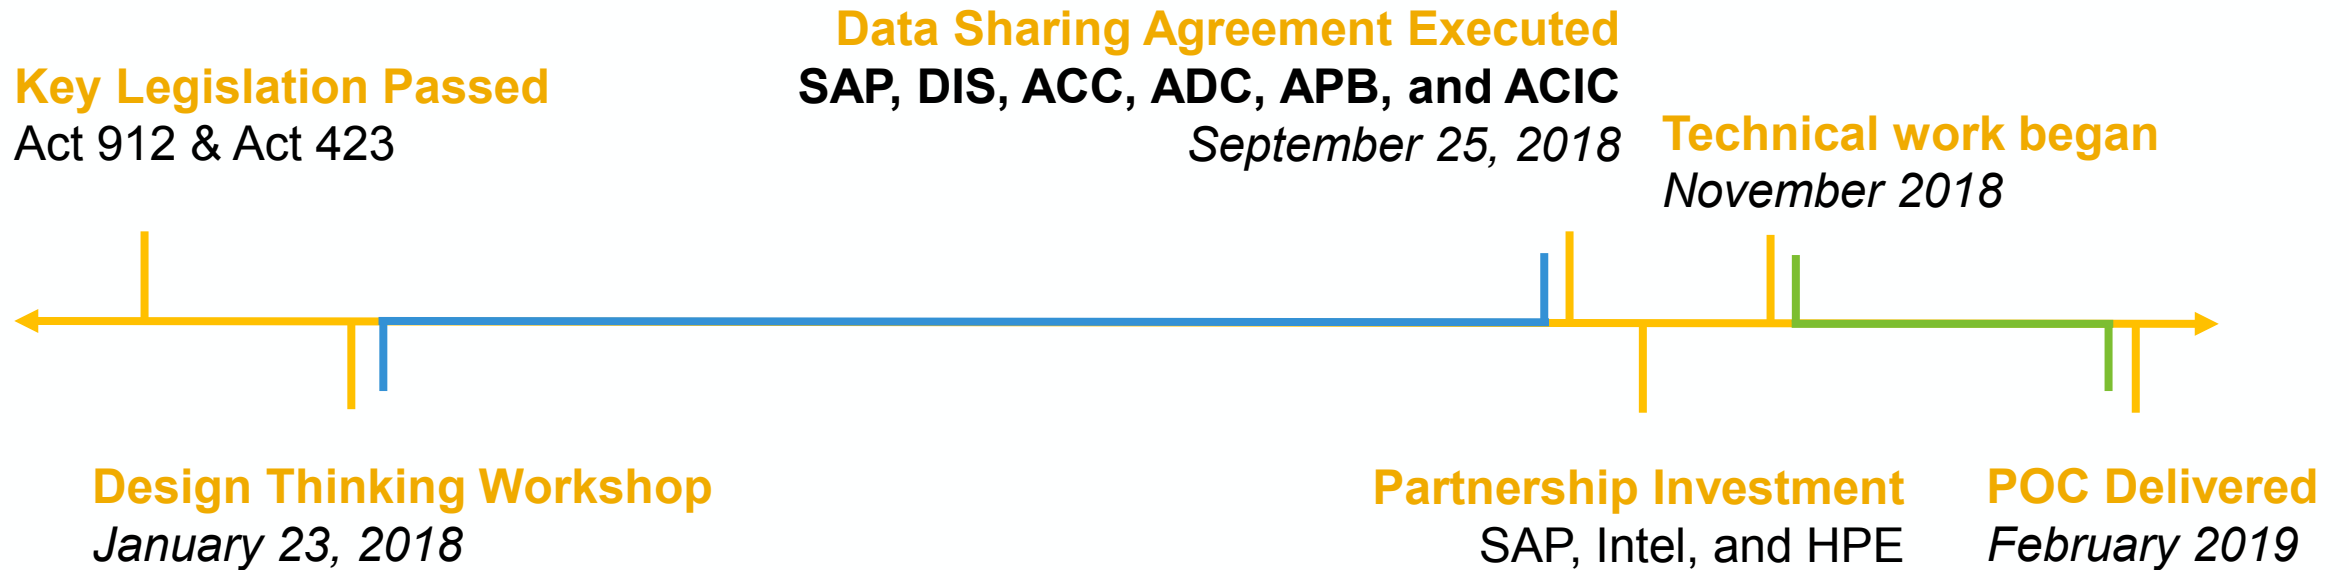 Key Legislation Passed
Act 912 & Act 423
Design Thinking Workshop
January 23, 2018
Data Sharing Agreement Executed
SAP, DIS, ACC, ADC, APB, and ACIC
September 25, 2018
Partnership Investment
SAP, Intel, and HPE
Technical work began
November 2018
POC Delivered
February 2019